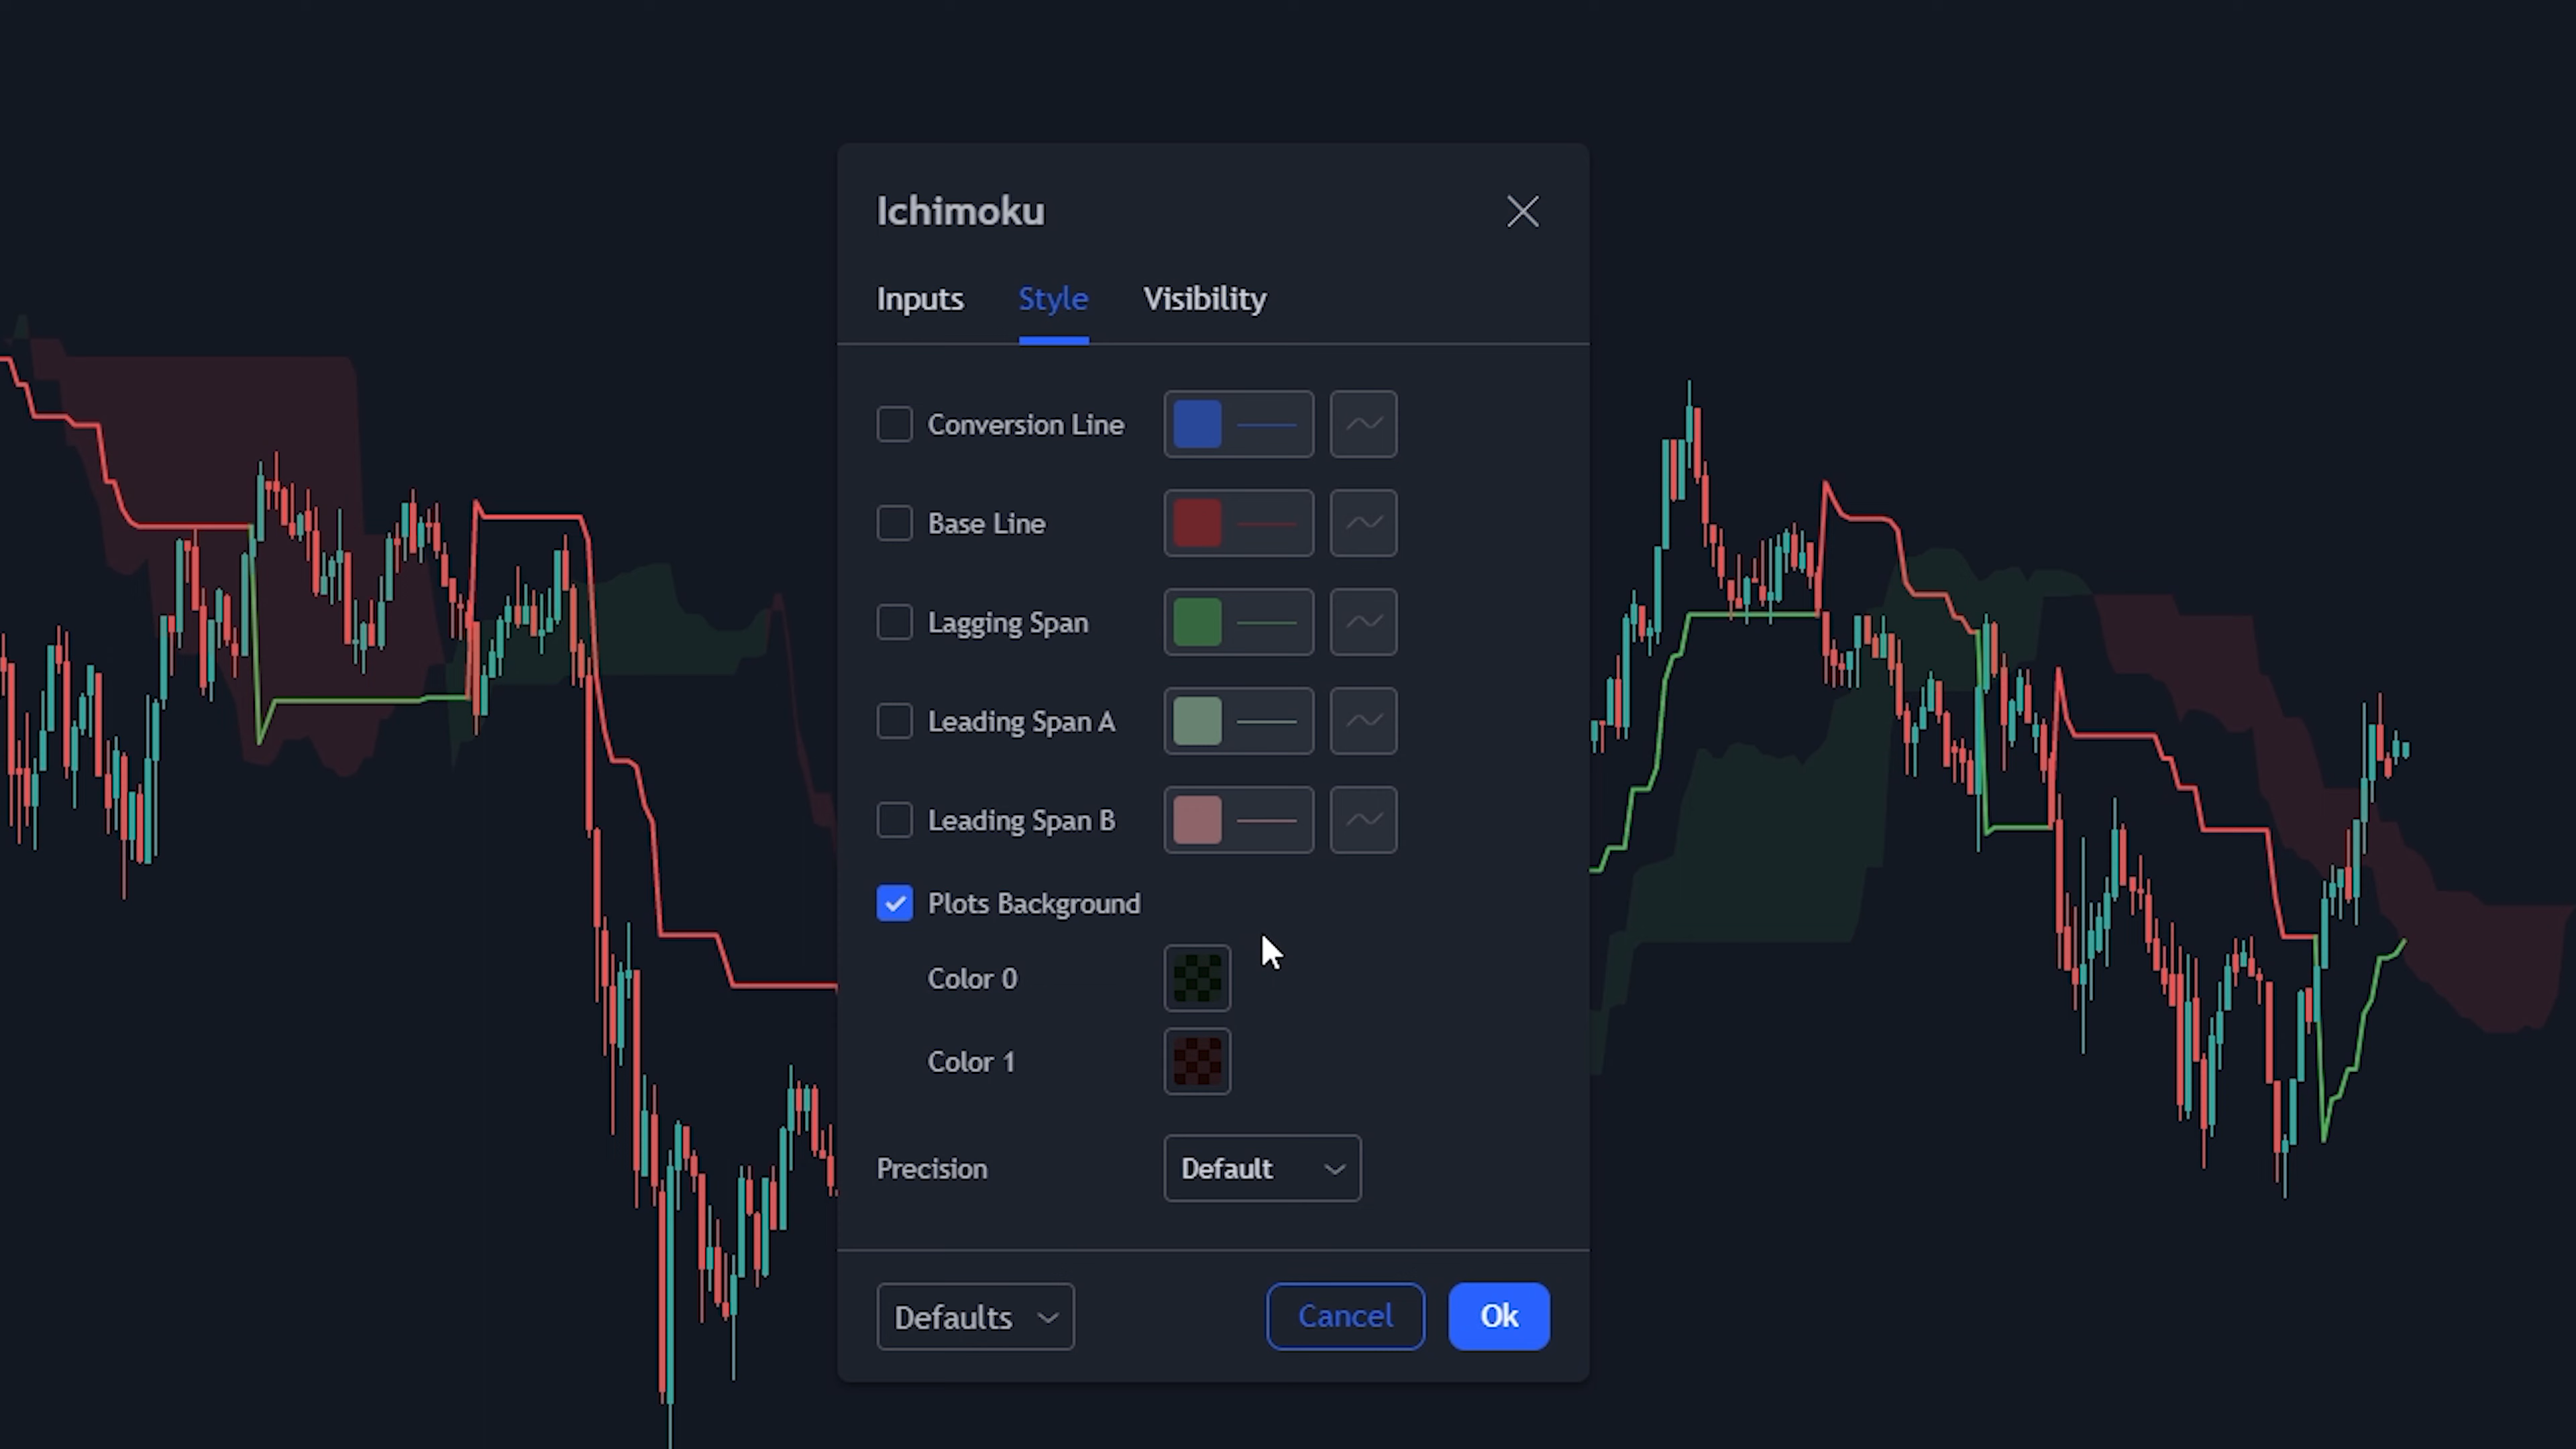 Ichimoku
Inputs Style Visibility
Conversion Line
Base Line
Lagging Span
Leading Span A
Leading Span B
Plots Background
Color 0
Color 1
Precision Default
Defaults Cancel Ok